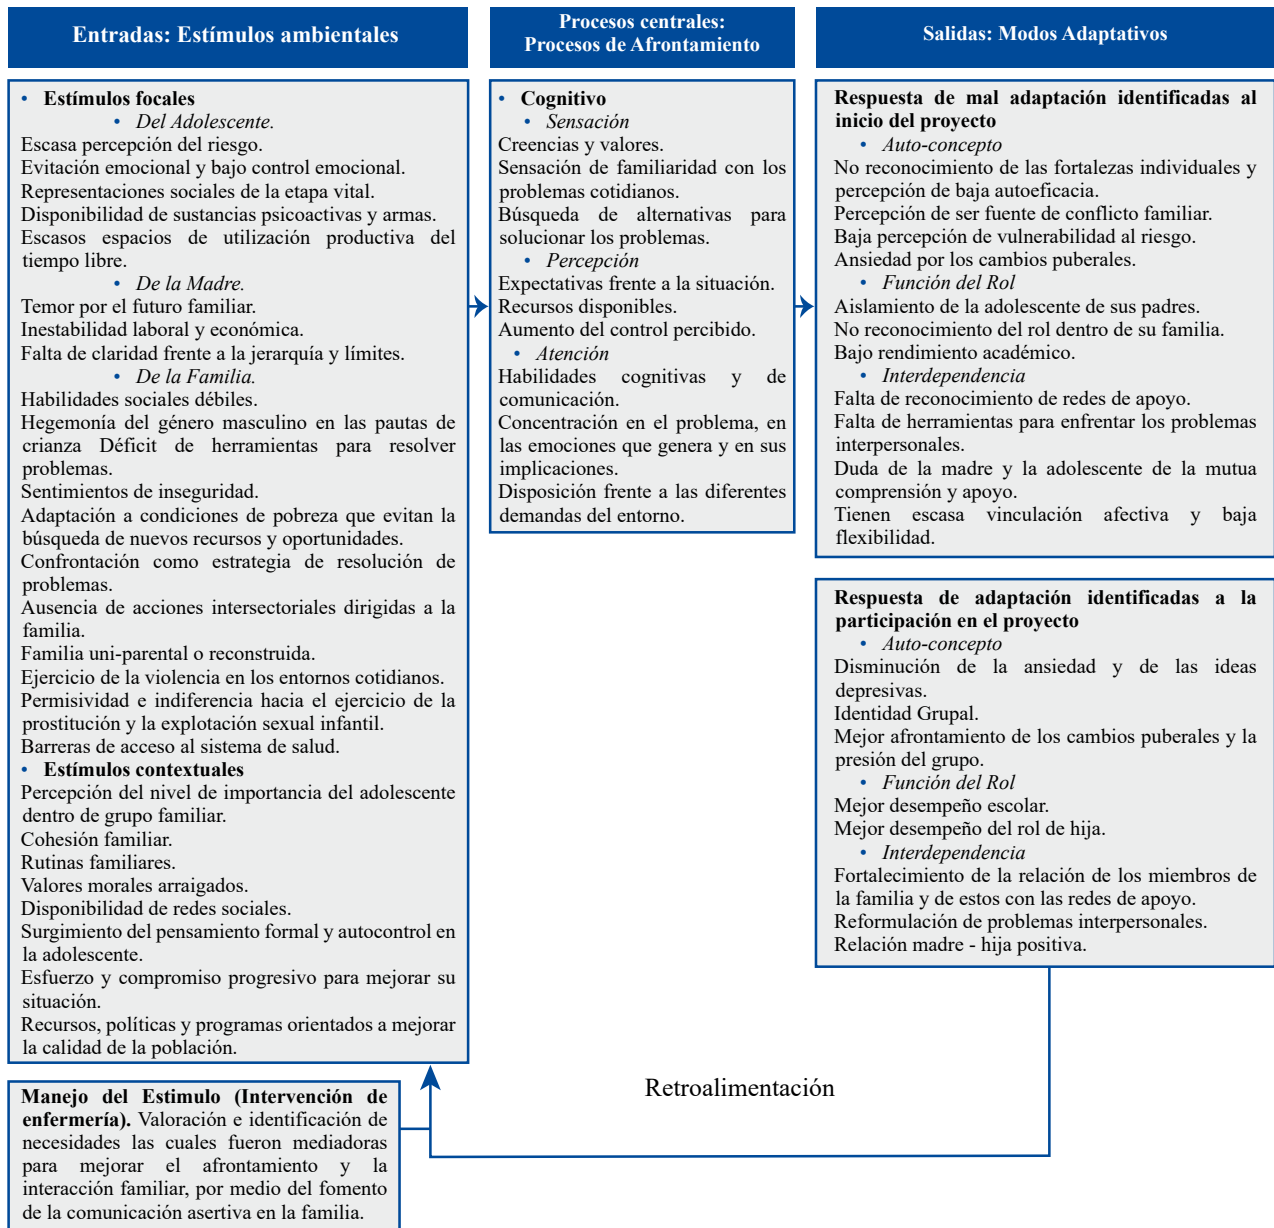 Entradas: Estímulos ambientales
• Estímulos focales
• Del Adolescente.
Escasa percepción del riesgo.
Evitación emocional y bajo control emocional.
Representaciones sociales de la etapa vital.
Disponibilidad de sustancias psicoactivas y armas.
Escasos espacios de utilización productiva del
tiempo libre.
• De la Madre.
Temor por el futuro familiar.
Inestabilidad laboral y económica.
Falta de claridad frente a la jerarquía y límites.
• De la Familia.
Habilidades sociales débiles.
Hegemonía del género masculino en las pautas de
crianza Déficit de herramientas para resolver
problemas.
Sentimientos de inseguridad.
Adaptación a condiciones de pobreza que evitan la
búsqueda de nuevos recursos y oportunidades.
Confrontación como estrategia de resolución de
problemas.
Ausencia de acciones intersectoriales dirigidas a la
familia.
Familia uni-parental o reconstruida.
Ejercicio de la violencia en los entornos cotidianos.
Permisividad e indiferencia hacia el ejercicio de la
prostitución y la explotación sexual infantil.
Barreras de acceso al sistema de salud.
• Estímulos contextuales
Percepción del nivel de importancia del adolescente
dentro de grupo familiar.
Cohesión familiar.
Rutinas familiares.
Valores morales arraigados.
Disponibilidad de redes sociales.
Surgimiento del pensamiento formal y autocontrol en
la adolescente.
Esfuerzo y compromiso progresivo para mejorar su
situación.
Recursos, políticas y programas orientados a mejorar
la calidad de la población.
Manejo del Estimulo (Intervención de
enfermería). Valoración e identificación de
necesidades las cuales fueron mediadoras
para mejorar el afrontamiento y la
interacción familiar, por medio del fomento
de la comunicación asertiva en la familia.
Procesos centrales:
Procesos de Afrontamiento
• Cognitivo
• Sensación
Creencias y valores.
Sensación de familiaridad con los
problemas cotidianos.
Búsqueda de alternativas para
solucionar los problemas.
• Percepción
Expectativas frente a la situación.
Recursos disponibles.
Aumento del control percibido.
• Atención
Habilidades cognitivas y de
comunicación.
Concentración en el problema, en
las emociones que genera y en sus
implicaciones.
Disposición frente a las diferentes
demandas del entorno.
Salidas: Modos Adaptativos
Respuesta de mal adaptación identificadas al
inicio del proyecto
• Auto-concepto
No reconocimiento de las fortalezas individuales y
percepción de baja autoeficacia.
Percepción de ser fuente de conflicto familiar.
Baja percepción de vulnerabilidad al riesgo.
Ansiedad por los cambios puberales.
• Función del Rol
Aislamiento de la adolescente de sus padres.
No reconocimiento del rol dentro de su familia.
Bajo rendimiento académico.
• Interdependencia
Falta de reconocimiento de redes de apoyo.
Falta de herramientas para enfrentar los problemas
interpersonales.
Duda de la madre y la adolescente de la mutua
comprensión y apoyo.
Tienen escasa vinculación afectiva y baja
flexibilidad.
Respuesta de adaptación identificadas a la
participación en el proyecto
• Auto-concepto
Disminución de la ansiedad y de las ideas
depresivas.
Identidad Grupal.
Mejor afrontamiento de los cambios puberales y la
presión del grupo.
• Función del Rol
Mejor desempeño escolar.
Mejor desempeño del rol de hija.
• Interdependencia
Fortalecimiento de la relación de los miembros de
la familia y de estos con las redes de apoyo.
Reformulación de problemas interpersonales.
Relación madre - hija positiva.
Retroalimentación